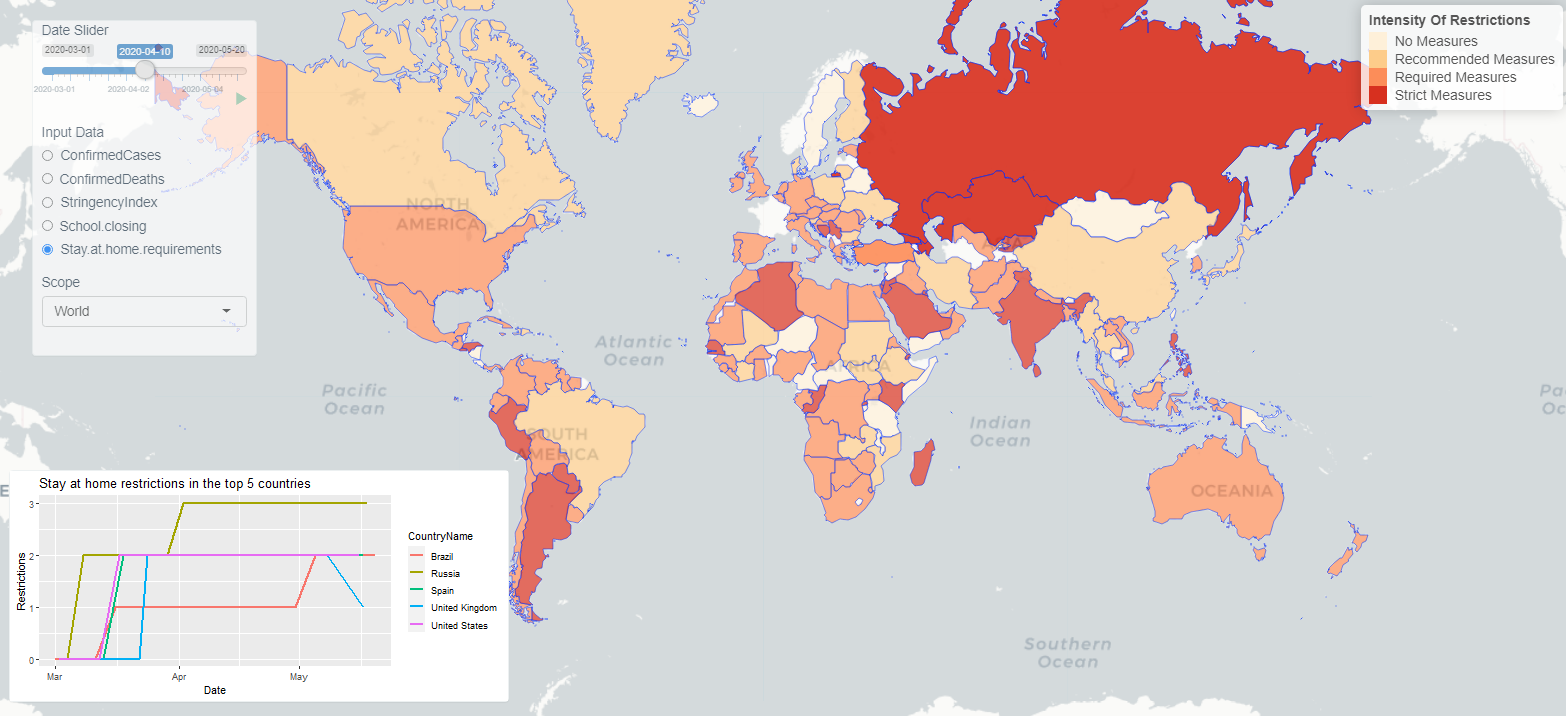 Date Slider
2020-03-01
2020-04-10
2020-05-20
2020-03-01
2020-04-02
2020-05-04
Input Data
ConfirmedCases
ConfirmedDeaths
StringencyIndex
School.closing
Stay.at.home.requirements
Scope
World
Intensity Of Restrictions
No Measures
Recommended Measures
Required Measures
Strict Measures
NORTH
AMERICA
ASIA
Atlantic
Ocean
AFRICA
Pacific
Ocean
Pa
Oc
SOUTH
AMERICA
Indian
Ocean
OCEANIA
Southern
Ocean
Stay at home restrictions in the top 5 countries
Restrictions
3
2
1
0
Mar
Apr
May
Date
CountryName
Brazil
Russia
Spain
United Kingdom
United States